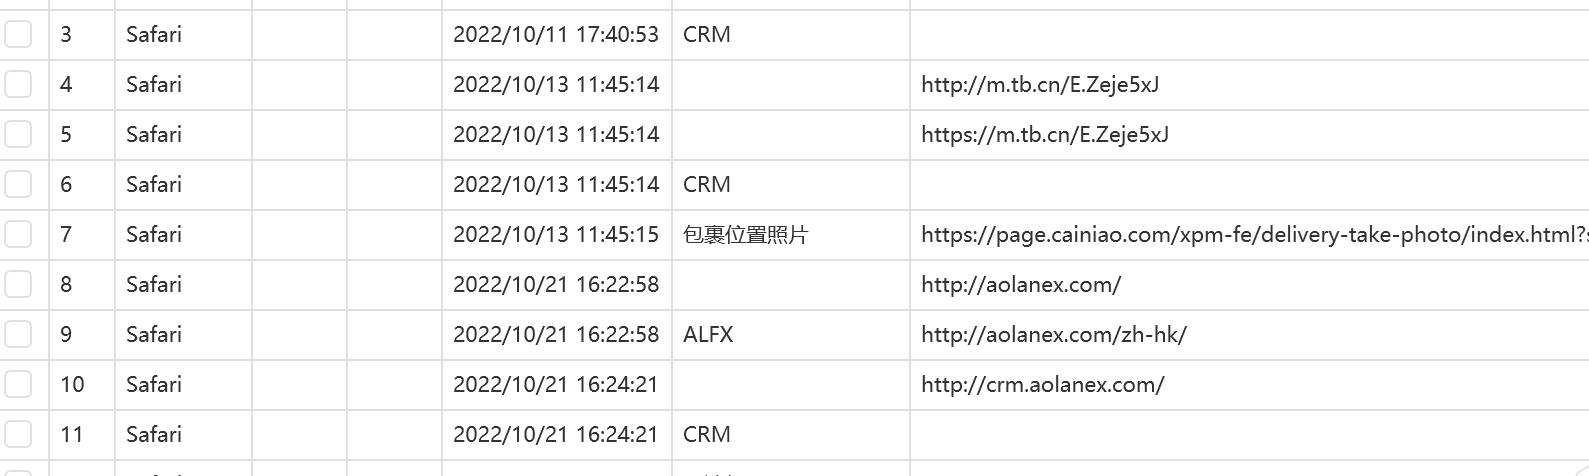 3 Safari 2022/10/11 17:40:53 CRM
4 Safari 2022/10/13 11:45:14 http://m.tb.cn/E.Zeje5xJ
5 Safari 2022/10/13 11:45:14 https://m.tb.cn/E.Zeje5xJ
6 Safari 2022/10/13 11:45:14 CRM
7 Safari 2022/10/13 11:45:15 包裹位置照片 https://page.cainiao.com/xpm-fe/delivery-take-photo/index.html?s
8 Safari 2022/10/21 16:22:58 http://aolanex.com/
9 Safari 2022/10/21 16:22:58 ALFX http://aolanex.com/zh-hk/
10 Safari 2022/10/21 16:24:21 http://crm.aolanex.com/
11 Safari 2022/10/21 16:24:21 CRM